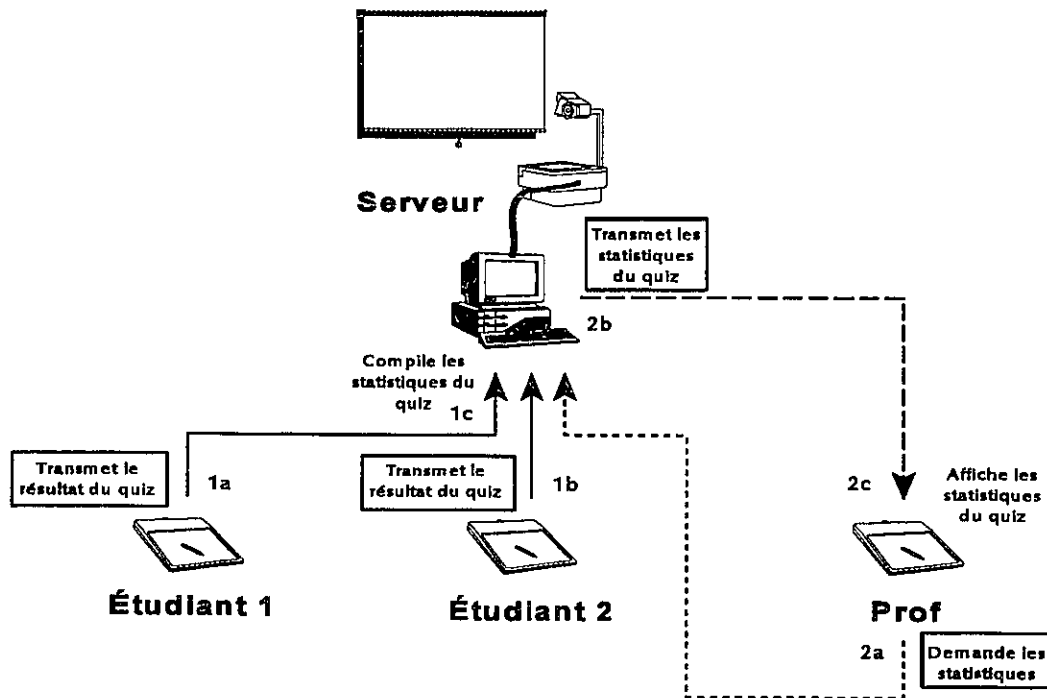 Serveur
Transmet les
statistiques
du quiz
2b
Compile les
statistiques du
quiz
1c
Transmet le
résultat du quiz
1a
Transmet le
résultat du quiz
1b
2c
Affiche les
statistiques
du quiz
Étudiant 1
Étudiant 2
Prof
2a
Demande les
statistiques